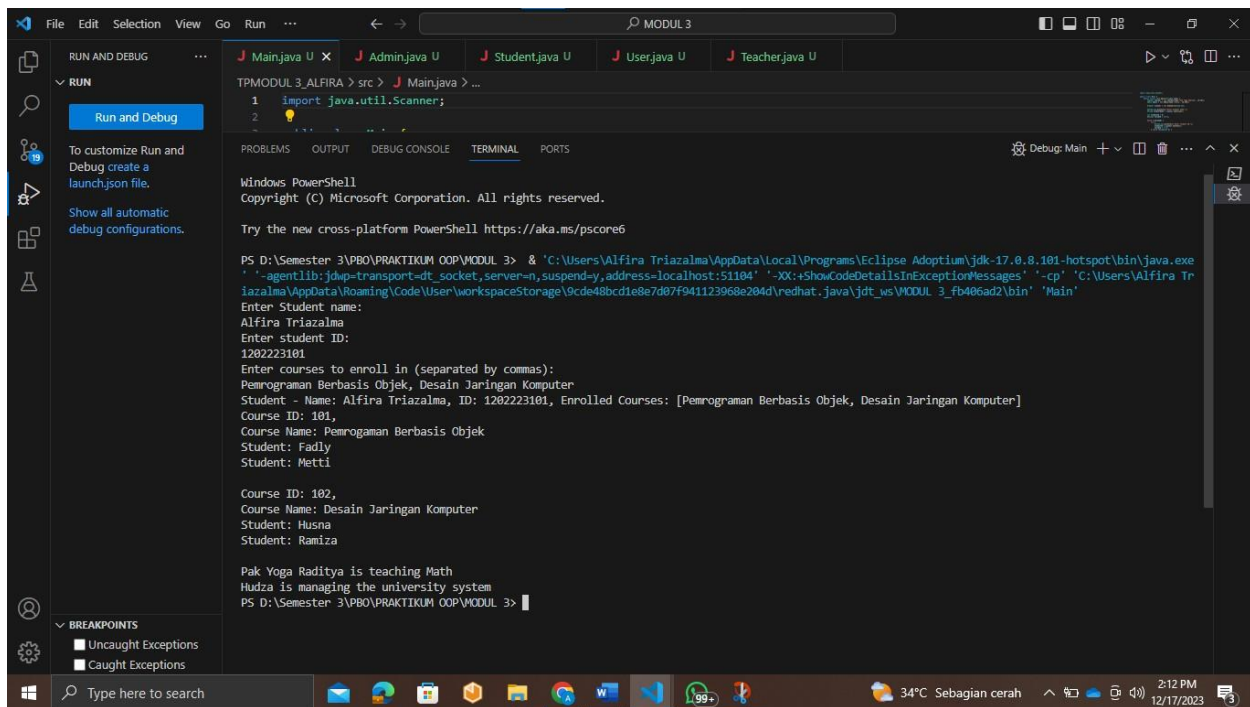 File Edit Selection View Go Run ...
MODUL 3
RUN AND DEBUG ...
RUN
Run and Debug
To customize Run and
Debug create a
launch.json file.
Show all automatic
debug configurations.
19
Main.java U
Admin.java U
Student.java U
User.java U
Teacher.java U
TPMODUL 3_ALFIRA > src > Main.java > ...
1 import java.util.Scanner;
2
PROBLEMS OUTPUT DEBUG CONSOLE TERMINAL PORTS
Debug: Main
Windows PowerShell
Copyright (C) Microsoft Corporation. All rights reserved.
Try the new cross-platform PowerShell https://aka.ms/pscore6
PS D:\Semester 3\PBO\PRAKTIKUM OOP\MODUL 3> & 'C:\Users\Alfira Triazalma\AppData\Local\Programs\Eclipse Adoptium\jdk-17.0.8.101-hotspot\bin\java.exe
' '-agentlib:jdwp=transport=dt_socket,server=n,suspend=y,address=localhost:51104' '-XX:+ShowCodeDetailsInExceptionMessages' '-cp' 'C:\Users\Alfira Tr
iazalma\AppData\Roaming\Code\User\workspaceStorage\9cde48bcd1e8e7d07f941123968e204d\redhat.java\jdt_ws\MODUL 3_fb406ad2\bin' 'Main'
Enter Student name:
Alfira Triazalma
Enter student ID:
1202223101
Enter courses to enroll in (separated by commas):
Pemrograman Berbasis Objek, Desain Jaringan Komputer
Student - Name: Alfira Triazalma, ID: 1202223101, Enrolled Courses: [Pemrograman Berbasis Objek, Desain Jaringan Komputer]
Course ID: 101,
Course Name: Pemrogaman Berbasis Objek
Student: Fadly
Student: Metti
Course ID: 102,
Course Name: Desain Jaringan Komputer
Student: Husna
Student: Ramiza
Pak Yoga Raditya is teaching Math
Hudza is managing the university system
PS D:\Semester 3\PBO\PRAKTIKUM OOP\MODUL 3>
BREAKPOINTS
Uncaught Exceptions
Caught Exceptions
Type here to search
99+
34°C Sebagian cerah
2:12 PM
12/17/2023
3